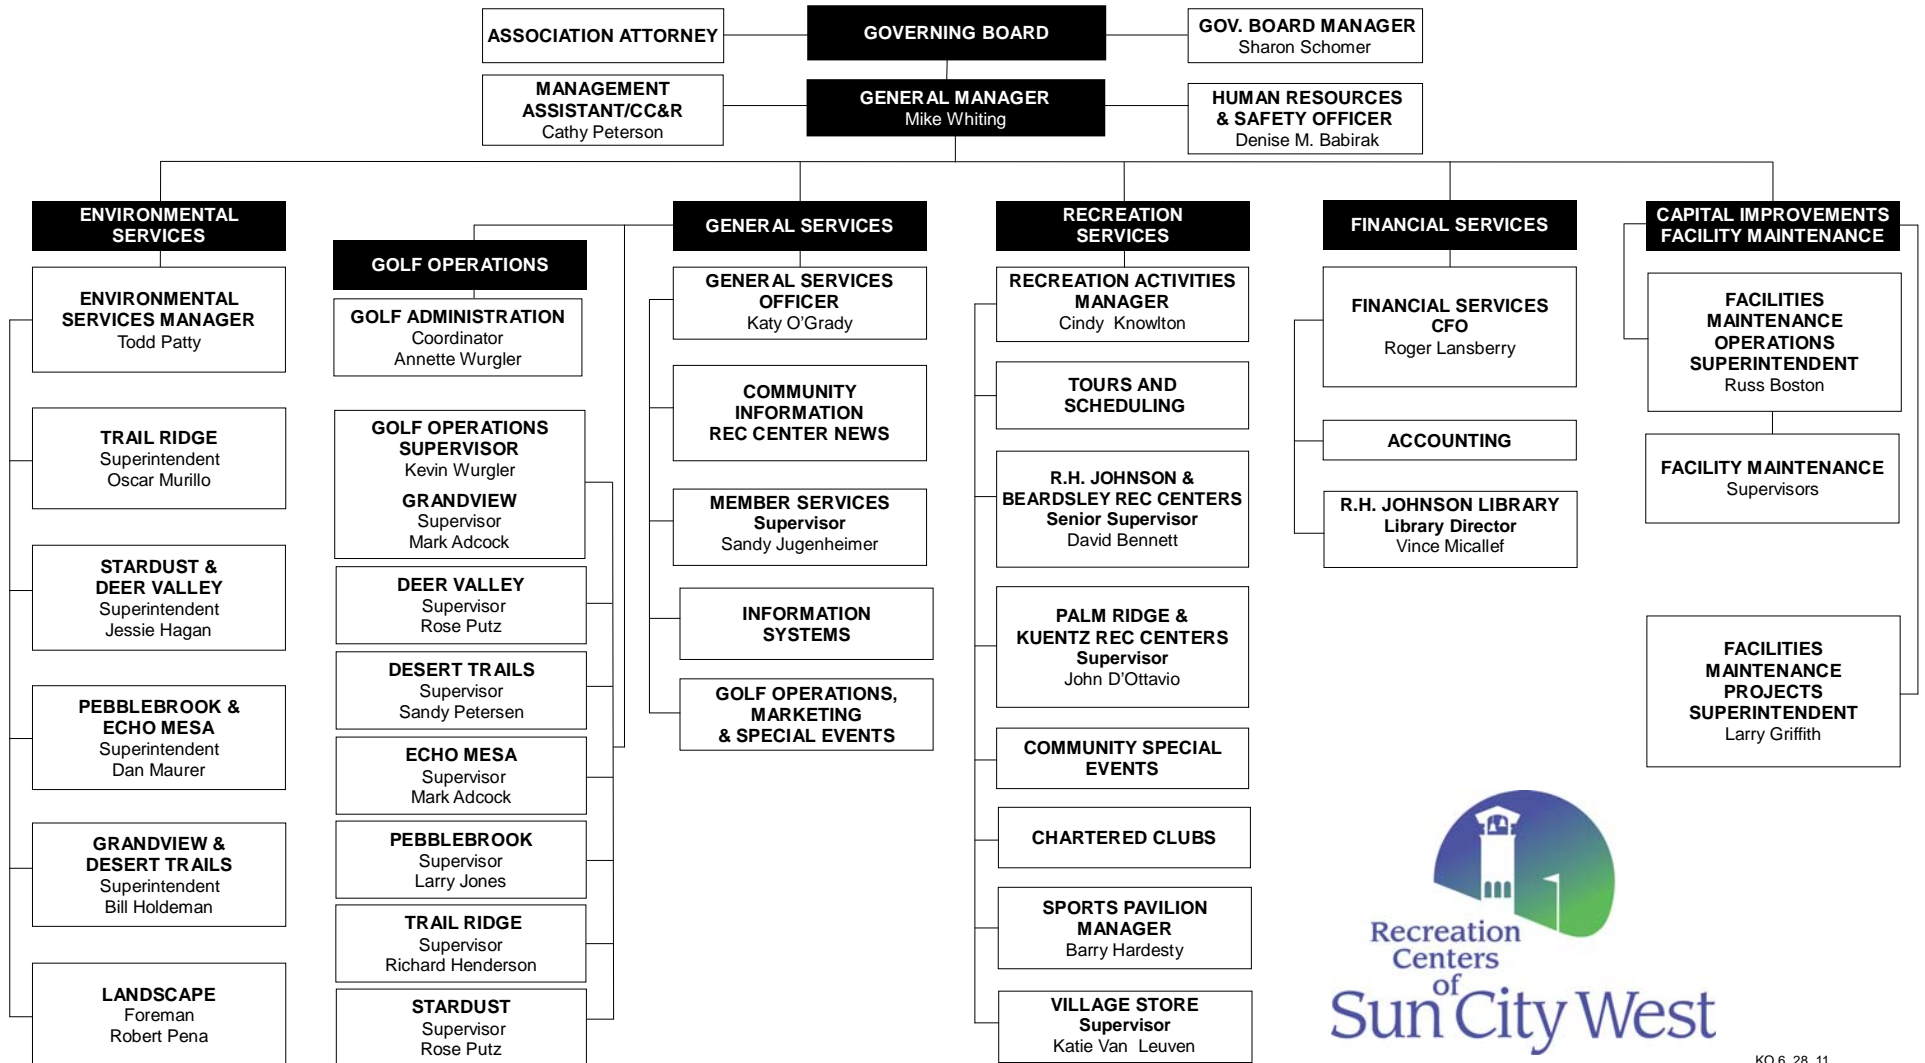 ASSOCIATION ATTORNEY
GOVERNING BOARD
GOV. BOARD MANAGER
Sharon Schomer
MANAGEMENT
ASSISTANT/CC&R
Cathy Peterson
GENERAL MANAGER
Mike Whiting
HUMAN RESOURCES
& SAFETY OFFICER
Denise M. Babirak
ENVIRONMENTAL
SERVICES
ENVIRONMENTAL
SERVICES MANAGER
Todd Patty
TRAIL RIDGE
Superintendent
Oscar Murillo
STARDUST &
DEER VALLEY
Superintendent
Jessie Hagan
PEBBLEBROOK &
ECHO MESA
Superintendent
Dan Maurer
GRANDVIEW &
DESERT TRAILS
Superintendent
Bill Holdeman
LANDSCAPE
Foreman
Robert Pena
GOLF OPERATIONS
GOLF ADMINISTRATION
Coordinator
Annette Wurgler
GOLF OPERATIONS
SUPERVISOR
Kevin Wurgler
GRANDVIEW
Supervisor
Mark Adcock
DEER VALLEY
Supervisor
Rose Putz
DESERT TRAILS
Supervisor
Sandy Petersen
ECHO MESA
Supervisor
Mark Adcock
PEBBLEBROOK
Supervisor
Larry Jones
TRAIL RIDGE
Supervisor
Richard Henderson
STARDUST
Supervisor
Rose Putz
GENERAL SERVICES
GENERAL SERVICES
OFFICER
Katy O'Grady
COMMUNITY
INFORMATION
REC CENTER NEWS
MEMBER SERVICES
Supervisor
Sandy Jugenheimer
INFORMATION
SYSTEMS
GOLF OPERATIONS,
MARKETING
& SPECIAL EVENTS
RECREATION
SERVICES
RECREATION ACTIVITIES
MANAGER
Cindy Knowlton
TOURS AND
SCHEDULING
R.H. JOHNSON &
BEARDSLEY REC CENTERS
Senior Supervisor
David Bennett
PALM RIDGE &
KUENTZ REC CENTERS
Supervisor
John D'Ottavio
COMMUNITY SPECIAL
EVENTS
CHARTERED CLUBS
SPORTS PAVILION
MANAGER
Barry Hardesty
VILLAGE STORE
Supervisor
Katie Van Leuven
FINANCIAL SERVICES
FINANCIAL SERVICES
CFO
Roger Lansberry
ACCOUNTING
R.H. JOHNSON LIBRARY
Library Director
Vince Micallef
CAPITAL IMPROVEMENTS
FACILITY MAINTENANCE
FACILITIES
MAINTENANCE
OPERATIONS
SUPERINTENDENT
Russ Boston
FACILITY MAINTENANCE
Supervisors
FACILITIES
MAINTENANCE
PROJECTS
SUPERINTENDENT
Larry Griffith
Recreation
Centers
of
Sun City West
KO 6_28_11